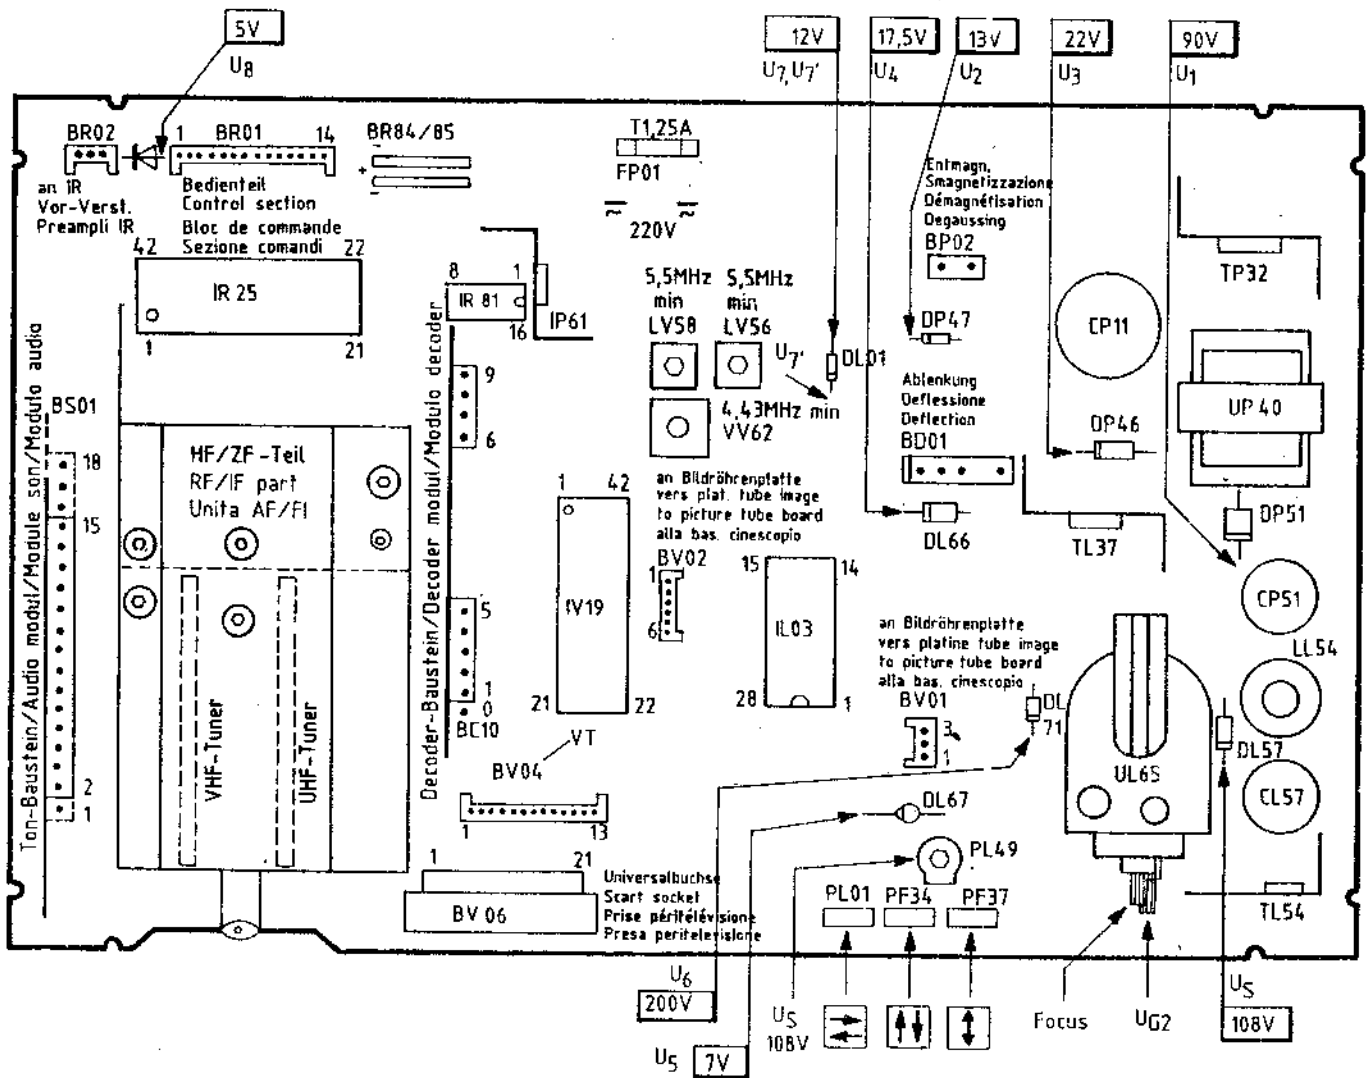 5V
U8
12V
U7, U7'
17,5V
U4
13V
U2
22V
U3
90V
U1
BR02
1 BR01 14
BR84/85
T1,25A
FP01
220V
an IR
Vor-Verst.
Preampli IR
Bedienteil
Control section
Bloc de commande
Sezione comandi
42 22
IR 25
1 21
8 1
IR 81
16
IP61
Entmagn.
Smagnetizzazione
Démagnétisation
Degaussing
BP02
TP32
5,5MHz
min
LV58
5,5MHz
min
LV56
U7'
DL01
DP47
CP11
UP 40
4,43MHz min
VV62
Ablenkung
Deflessione
Deflection
BD01
DP46
DP51
DL66
TL37
BS01
18
15
2
1
Ton-Baustein/Audio modul/Module son/Modulo audio
HF/ZF-Teil
RF/IF part
Unita AF/FI
VHF-Tuner
UHF-Tuner
Decoder-Baustein/Decoder modul/Modulo decoder
9
6
5
1
0
BC10
1 42
IV19
21 22
an Bildröhrenplatte
vers plat. tube image
to picture tube board
alla bas. cinescopio
BV02
1
6
15 14
IL03
28 1
an Bildröhrenplatte
vers platine tube image
to picture tube board
alla bas. cinescopio
BV01
3
1
DL
71
CP51
LL54
UL65
DL57
CL57
TL54
VT
BV04
1 13
DL67
PL49
PL01 PF34 PF37
1 21
BV 06
Universalbuchse
Scart socket
Prise péritélévisione
Presa peritelevisione
U6
200V
U5
7V
US
108V
Focus
UG2
US
108V